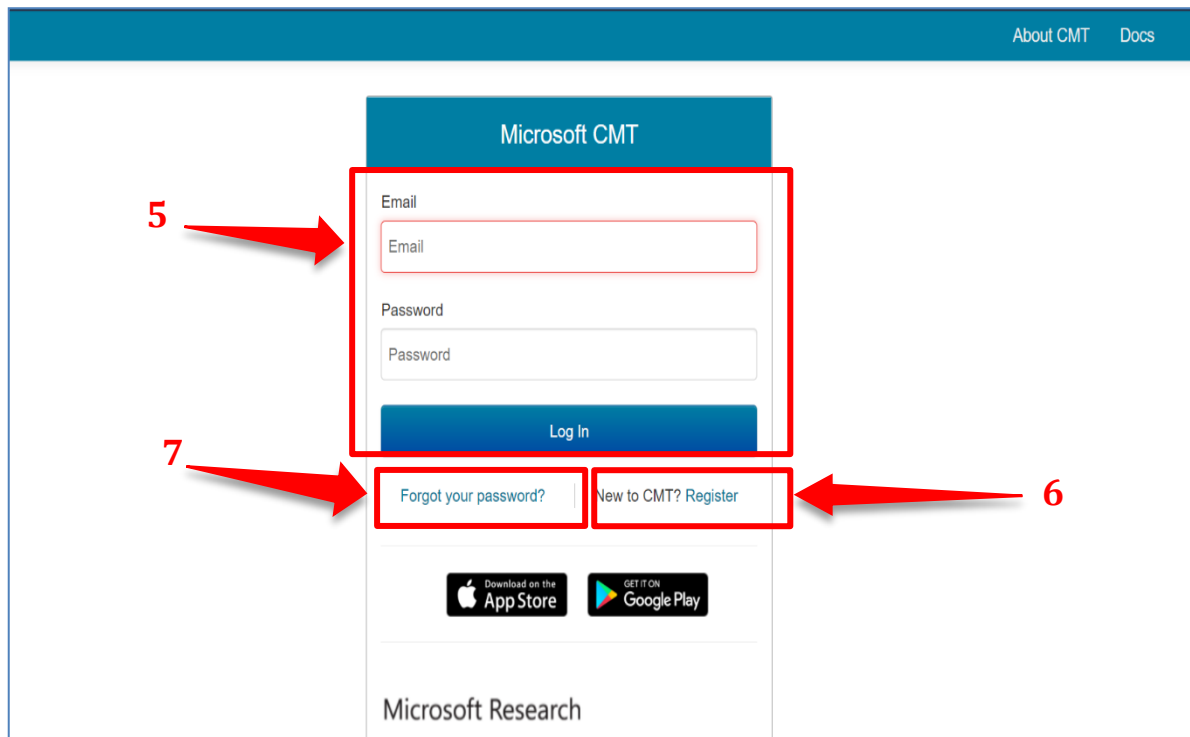 About CMT Docs
Microsoft CMT
Email
5
Email
Password
Password
Log In
7
Forgot your password? New to CMT? Register
6
Download on the
App Store
GET IT ON
Google Play
Microsoft Research